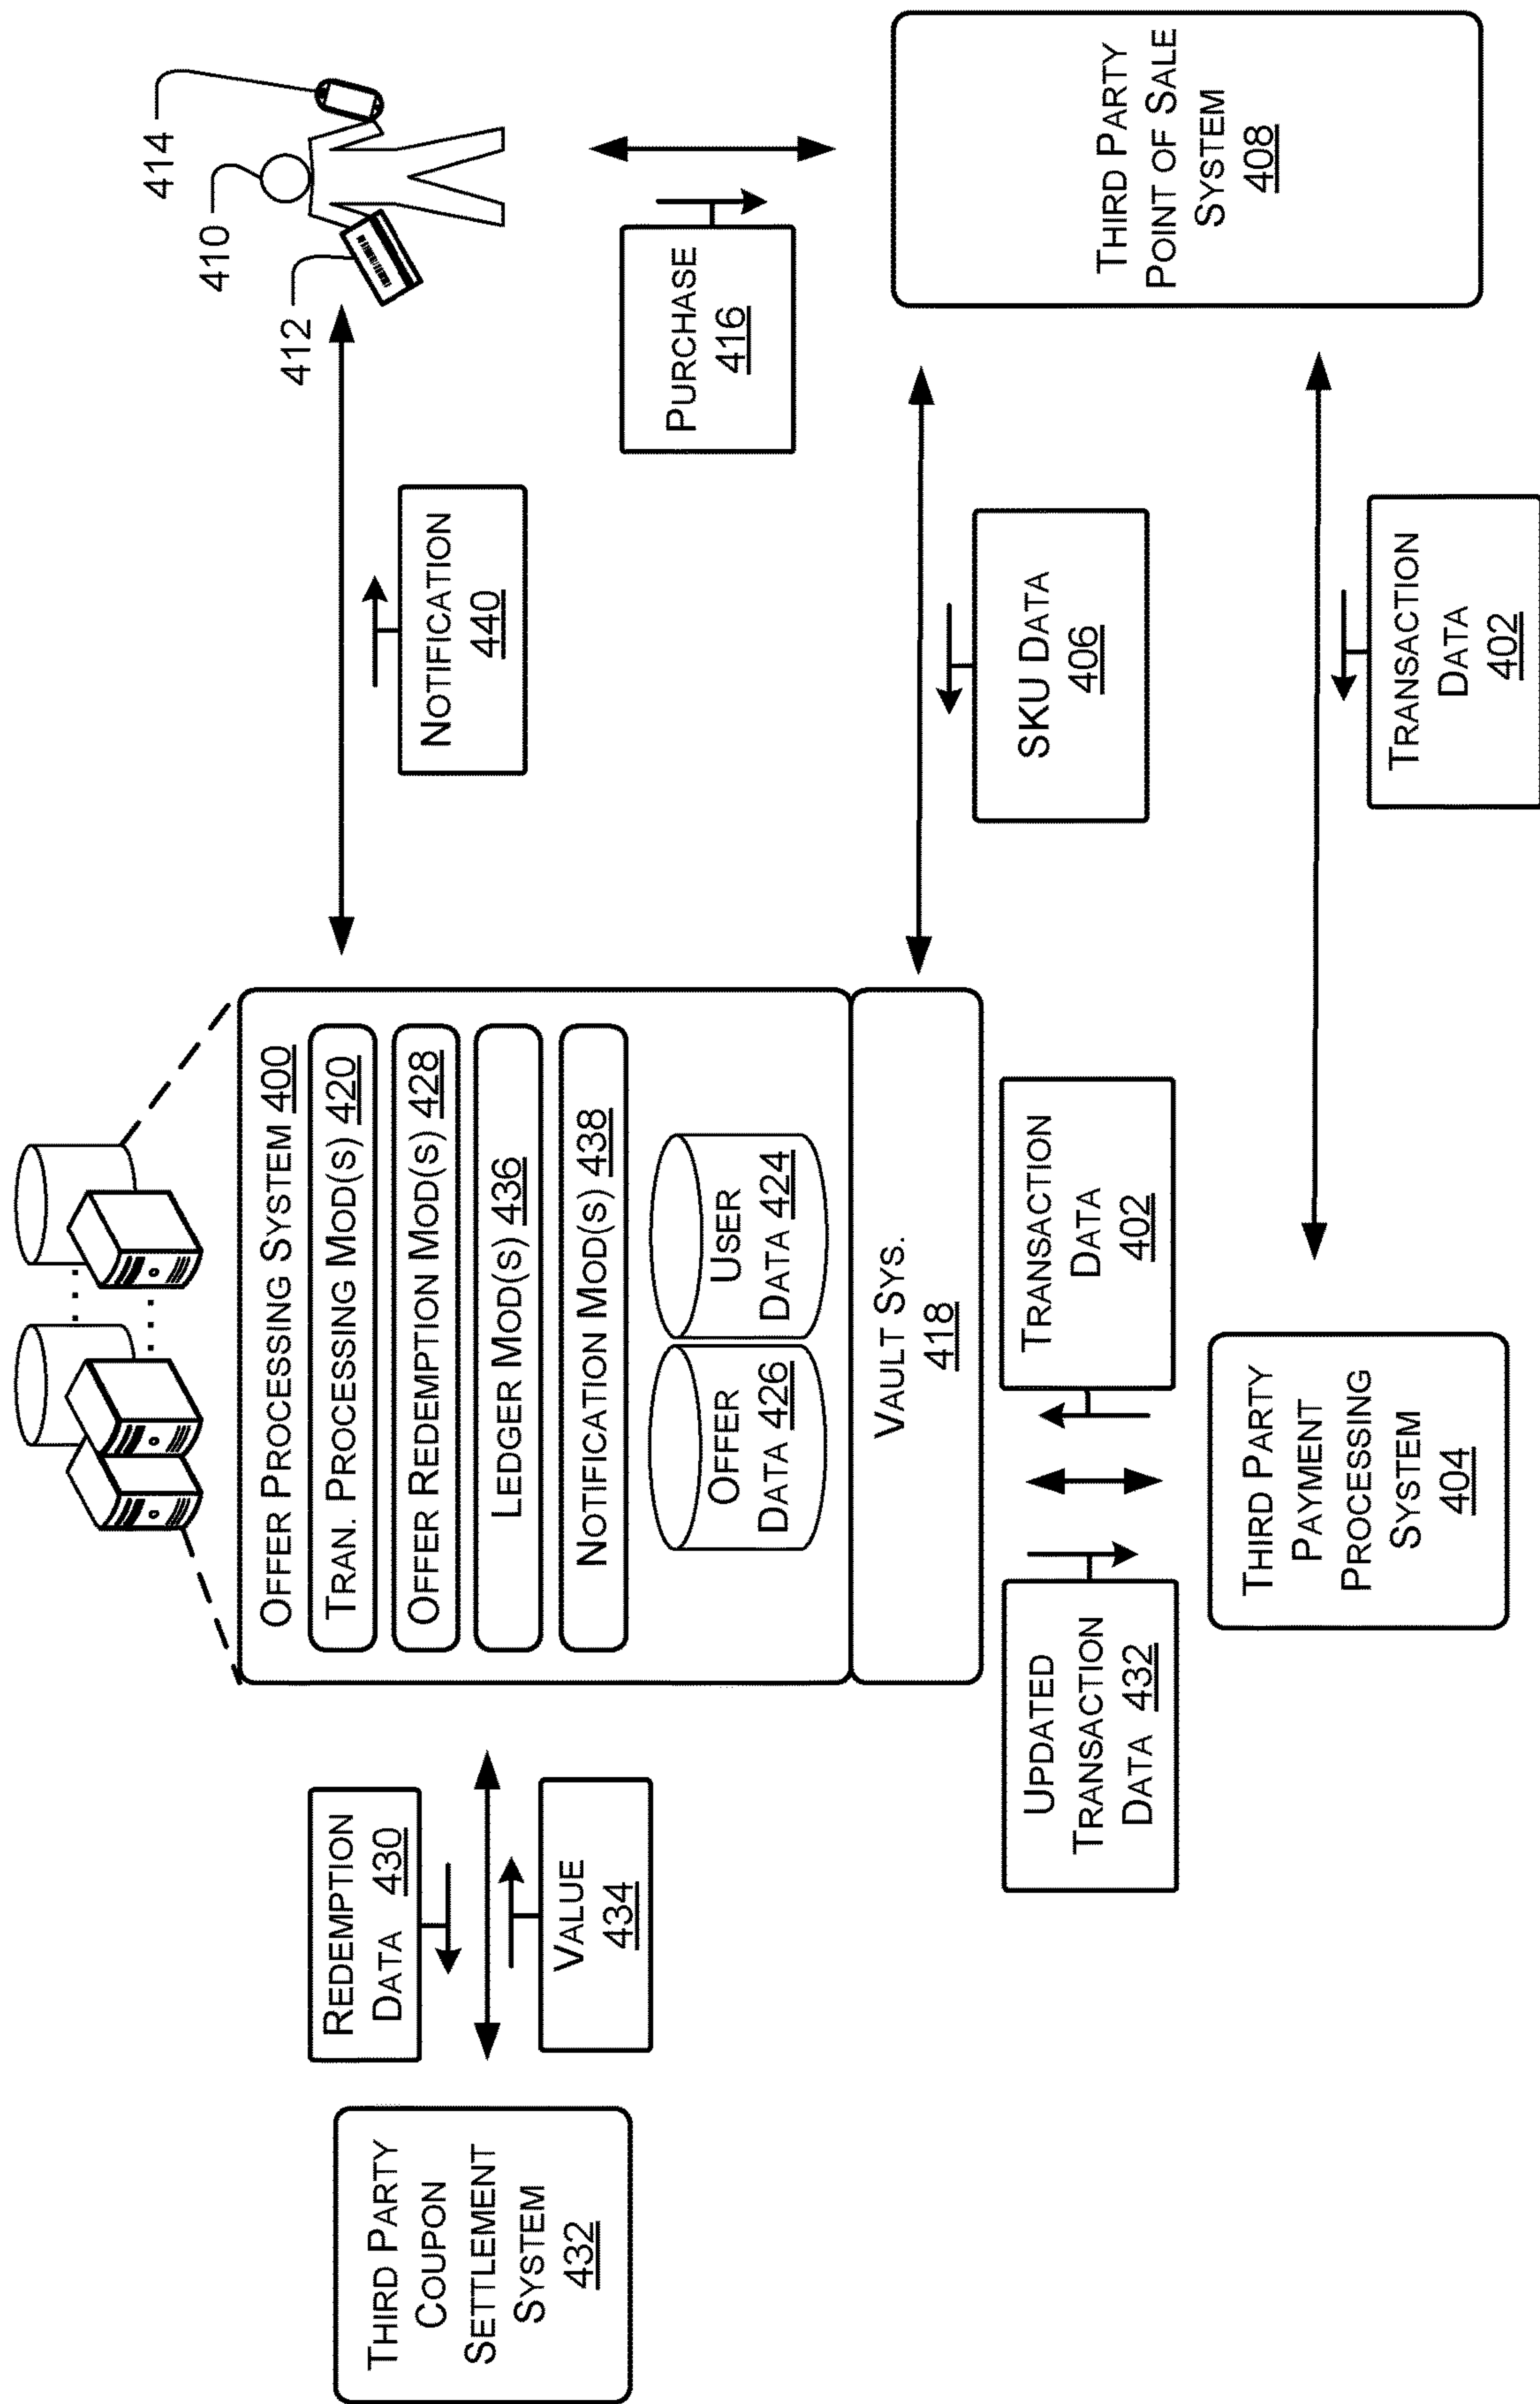 OFFER PROCESSING SYSTEM 400
TRAN. PROCESSING MOD(S) 420
OFFER REDEMPTION MOD(S) 428
LEDGER MOD(S) 436
NOTIFICATION MOD(S) 438
OFFER
DATA 426
USER
DATA 424
VAULT SYS.
418
REDEMPTION
DATA 430
VALUE
434
THIRD PARTY
COUPON
SETTLEMENT
SYSTEM
432
NOTIFICATION
440
412
410
414
PURCHASE
416
SKU DATA
406
THIRD PARTY
POINT OF SALE
SYSTEM
408
UPDATED
TRANSACTION
DATA 432
TRANSACTION
DATA
402
THIRD PARTY
PAYMENT
PROCESSING
SYSTEM
404
TRANSACTION
DATA
402